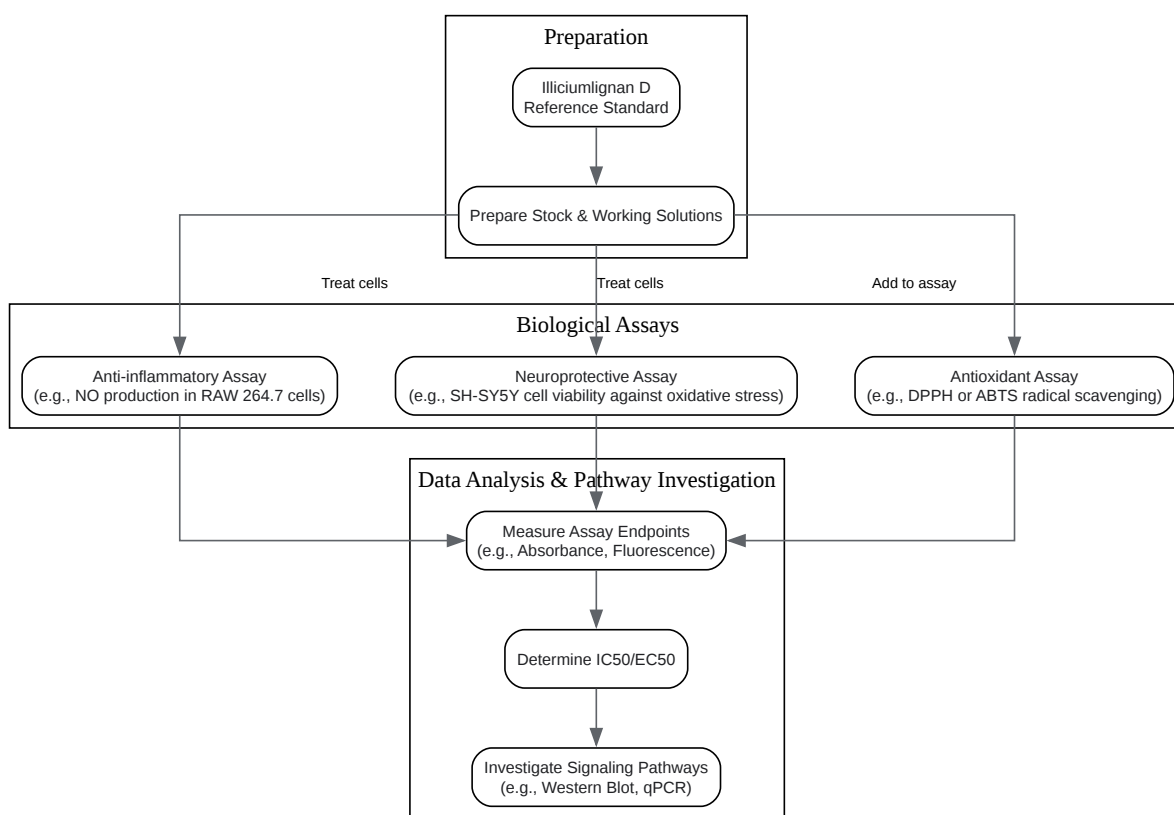 Preparation
Illiciumlignan D
Reference Standard
Prepare Stock & Working Solutions
Treat cells
Treat cells
Add to assay
Biological Assays
Anti-inflammatory Assay
(e.g., NO production in RAW 264.7 cells)
Neuroprotective Assay
(e.g., SH-SY5Y cell viability against oxidative stress)
Antioxidant Assay
(e.g., DPPH or ABTS radical scavenging)
Data Analysis & Pathway Investigation
Measure Assay Endpoints
(e.g., Absorbance, Fluorescence)
Determine IC50/EC50
Investigate Signaling Pathways
(e.g., Western Blot, qPCR)